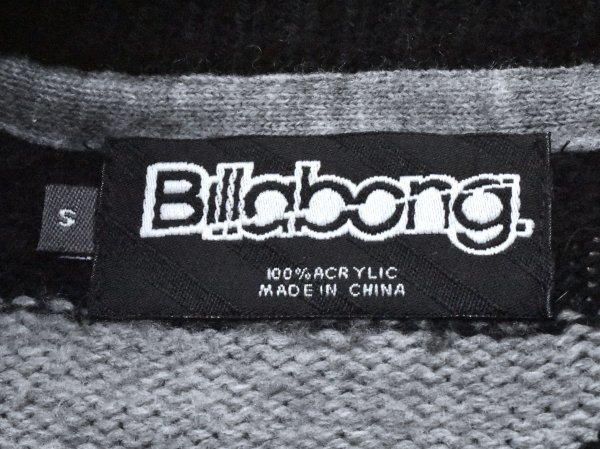 Billabong.
S
100% ACRYLIC
MADE IN CHINA